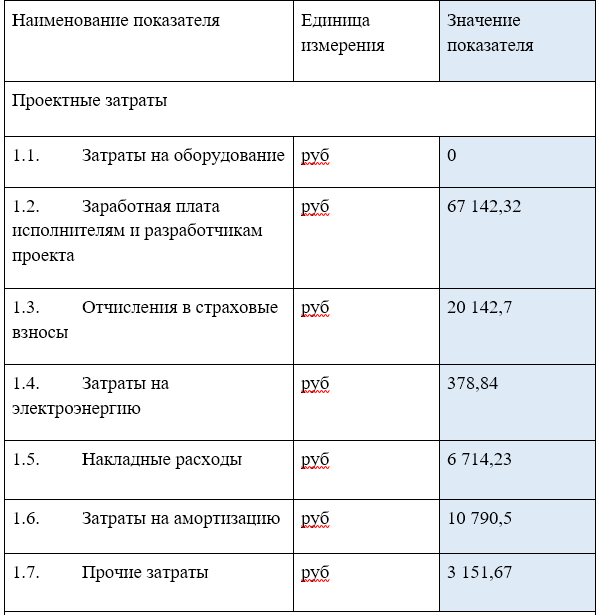 Наименование показателя
Единица
измерения
Значение
показателя
Проектные затраты
1.1. Затраты на оборудование
руб
0
1.2. Заработная плата
исполнителям и разработчикам
проекта
руб
67 142,32
1.3. Отчисления в страховые
взносы
руб
20 142,7
1.4. Затраты на
электроэнергию
руб
378,84
1.5. Накладные расходы
руб
6 714,23
1.6. Затраты на амортизацию
руб
10 790,5
1.7. Прочие затраты
руб
3 151,67